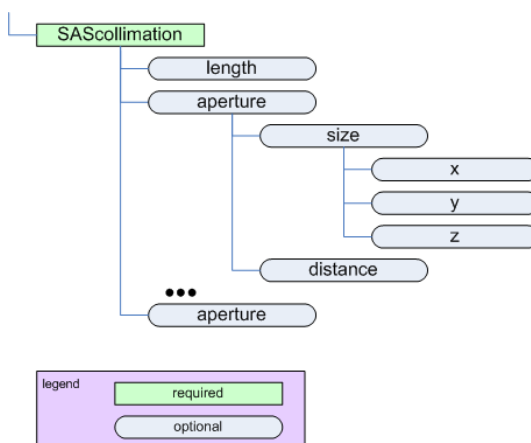 SAScollimation
length
aperture
size
x
y
z
distance
•••
aperture
legend
required
optional